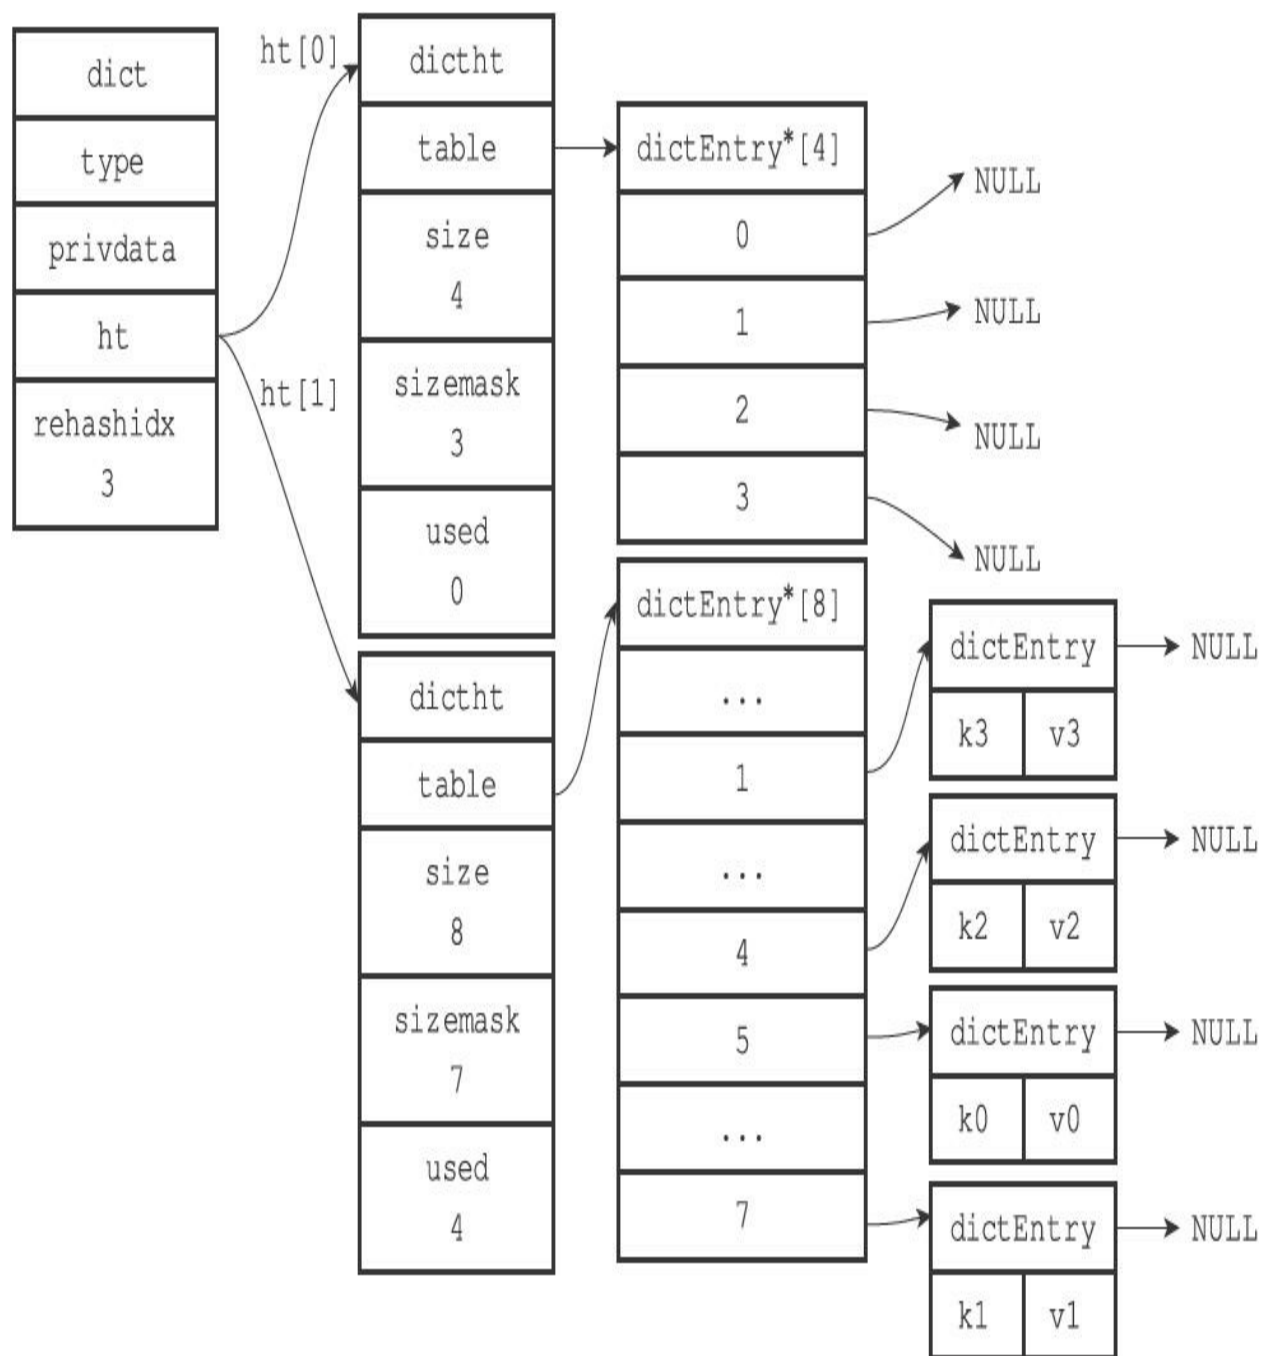 dict
type
privdata
ht
rehashidx
3
ht[0]
ht[1]
dictht
table
size
4
sizemask
3
used
0
dictht
table
size
8
sizemask
7
used
4
dictEntry*[4]
0
1
2
3
NULL
NULL
NULL
NULL
dictEntry*[8]
...
1
...
4
5
...
7
dictEntry
NULL
k3 v3
dictEntry
NULL
k2 v2
dictEntry
NULL
k0 v0
dictEntry
NULL
k1 v1